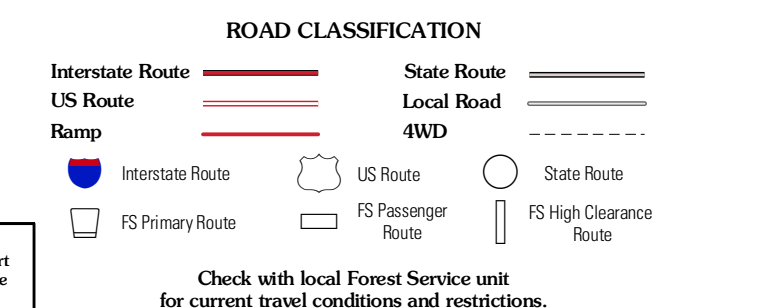 ROAD CLASSIFICATION
Interstate Route
State Route
US Route
Local Road
Ramp
4WD
Interstate Route
US Route
State Route
FS Primary Route
FS Passenger
Route
FS High Clearance
Route
Check with local Forest Service unit
for current travel conditions and restrictions.